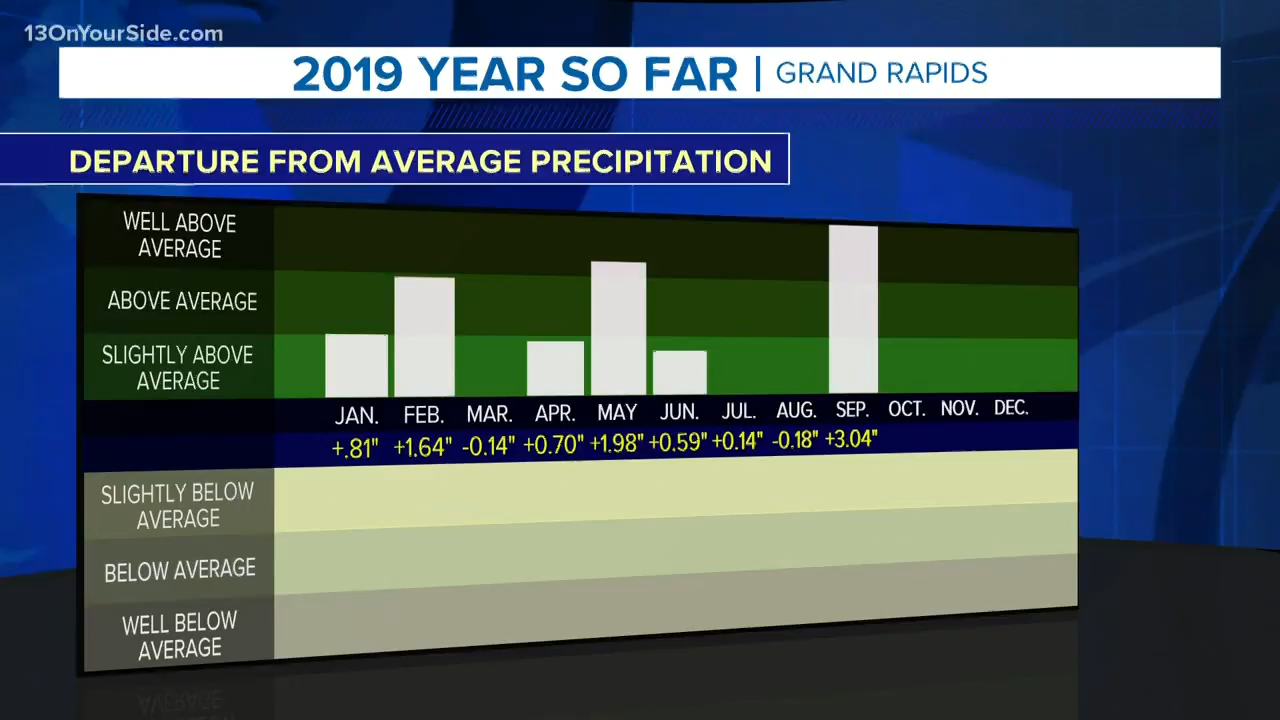 13OnYourSide.com
2019 YEAR SO FAR | GRAND RAPIDS
DEPARTURE FROM AVERAGE PRECIPITATION
WELL ABOVE
AVERAGE
ABOVE AVERAGE
SLIGHTLY ABOVE
AVERAGE
JAN. FEB. MAR. APR. MAY JUN. JUL. AUG. SEP. OCT. NOV. DEC.
+.81" +1.64" -0.14" +0.70" +1.98" +0.59" +0.14" -0.18" +3.04"
SLIGHTLY BELOW
AVERAGE
BELOW AVERAGE
WELL BELOW
AVERAGE